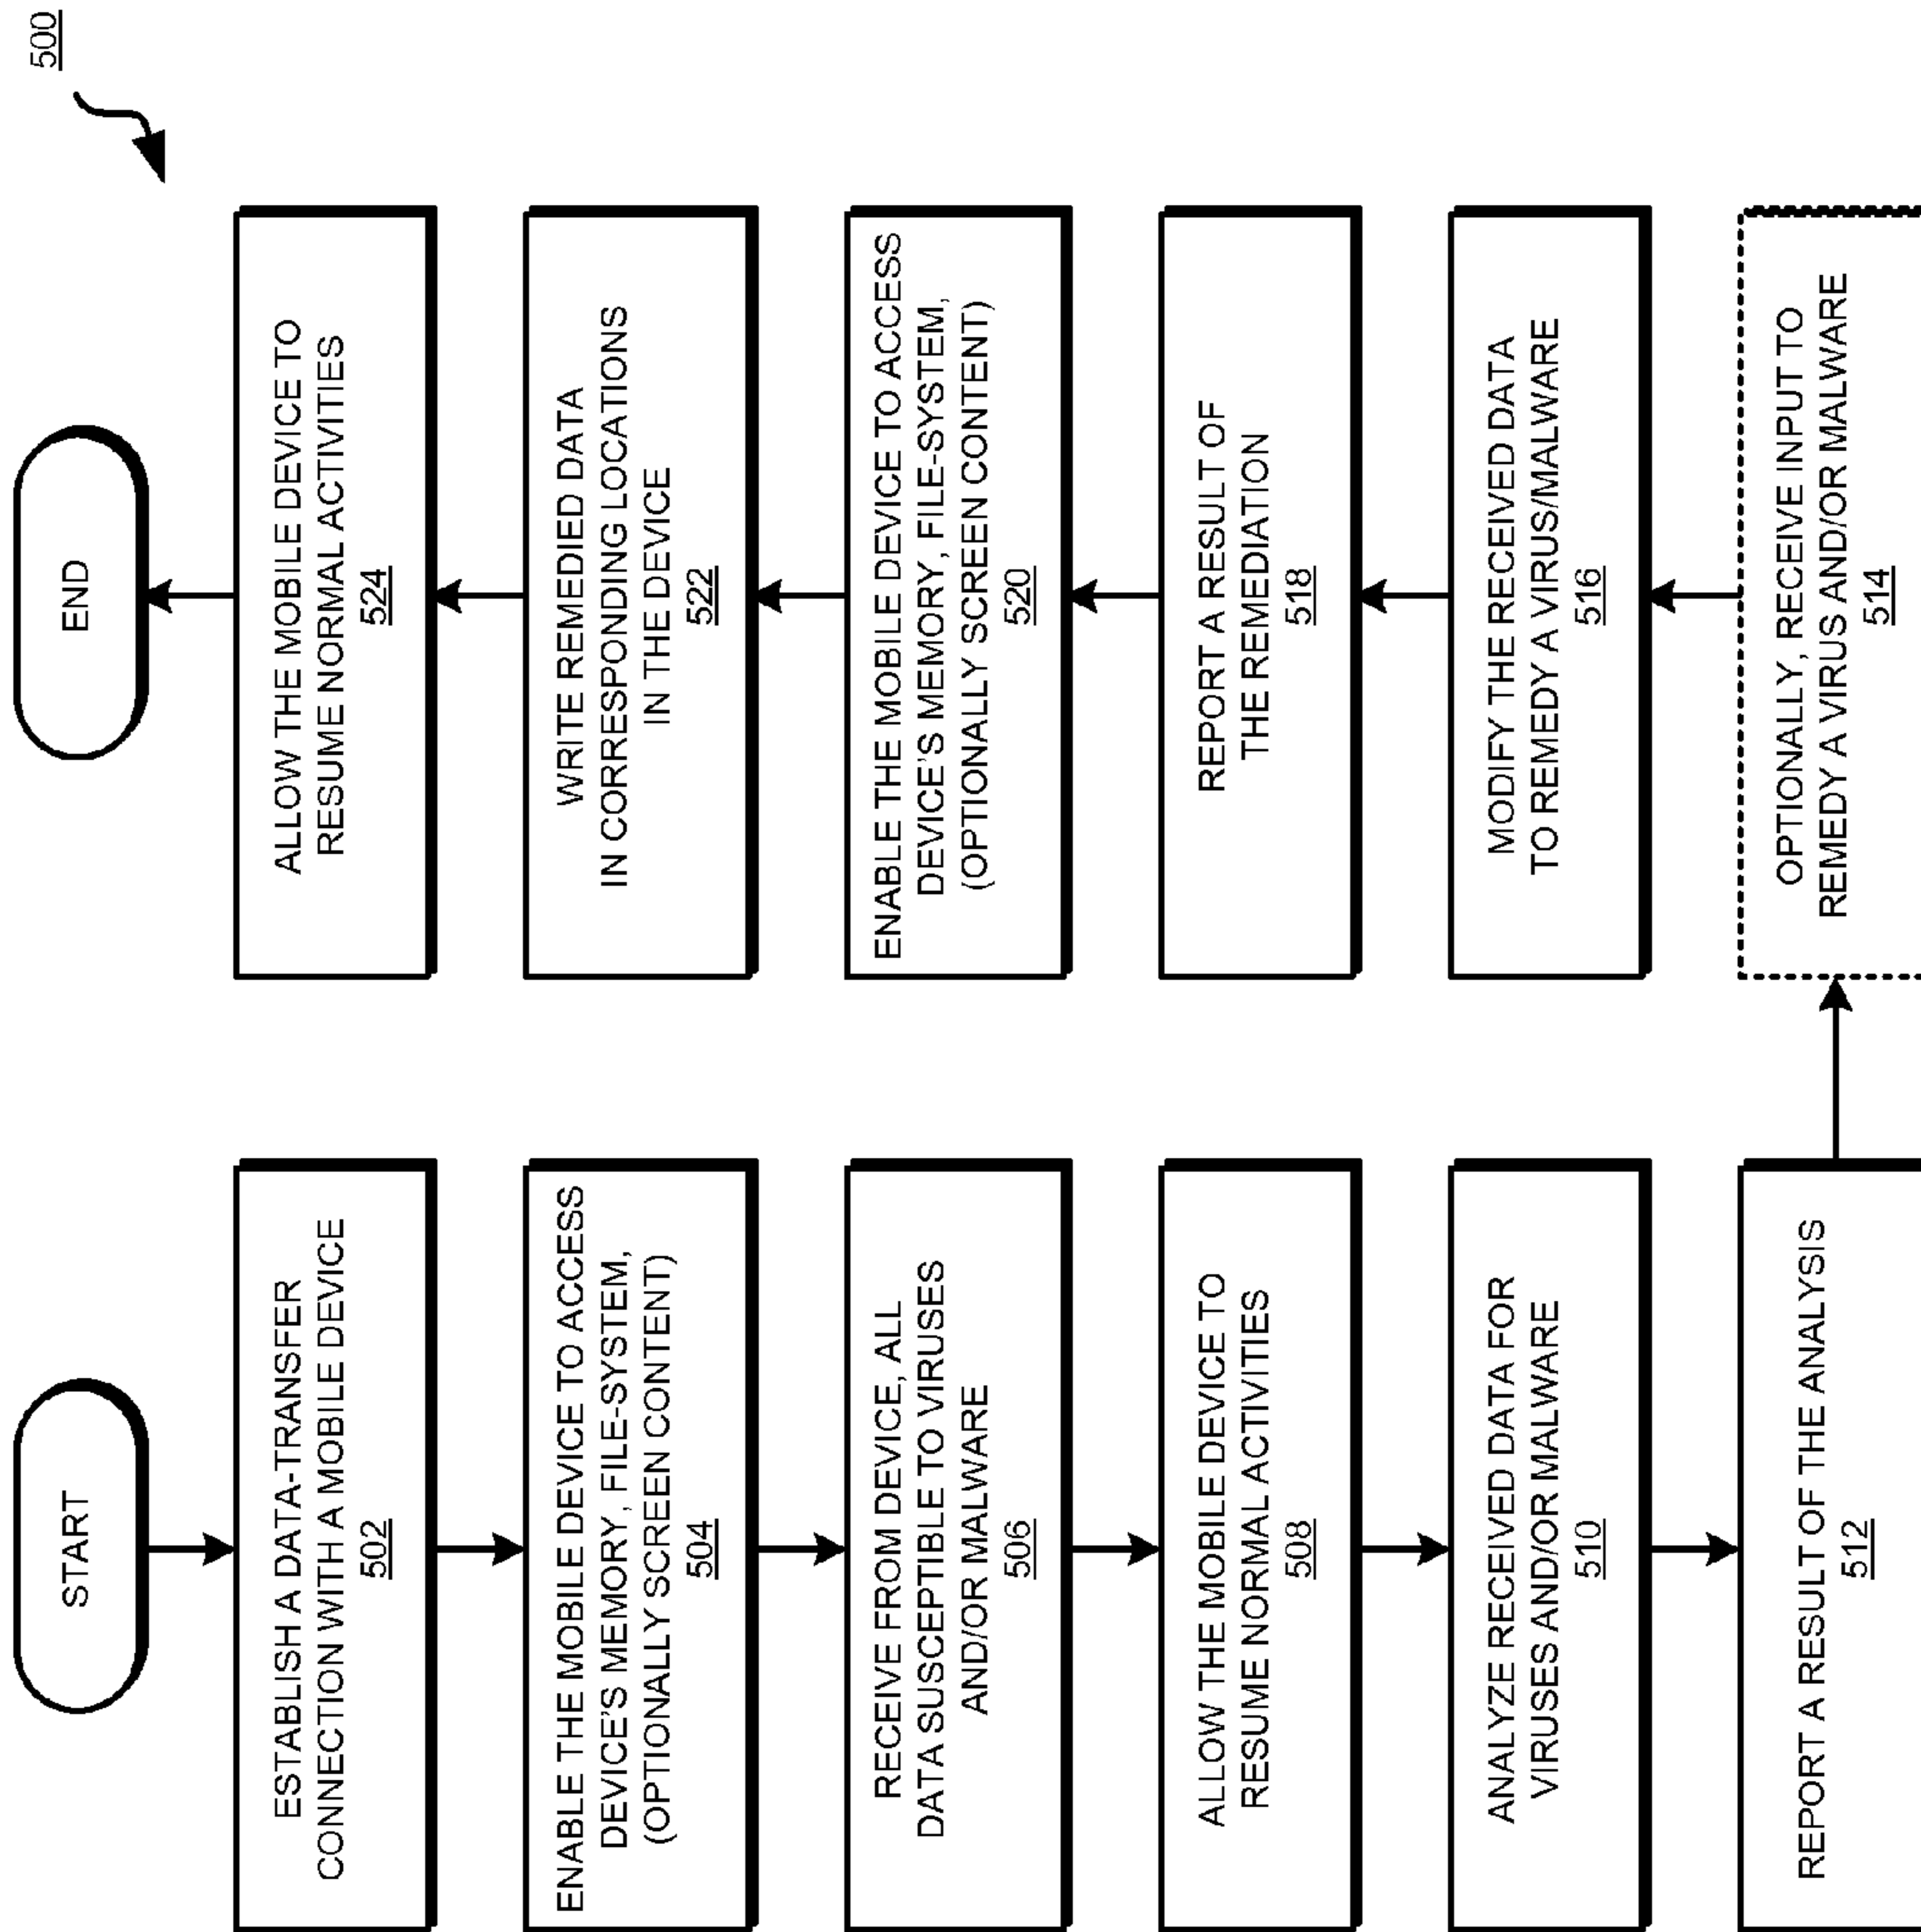 500
START
ESTABLISH A DATA-TRANSFER
CONNECTION WITH A MOBILE DEVICE
502
ENABLE THE MOBILE DEVICE TO ACCESS
DEVICE'S MEMORY, FILE-SYSTEM,
(OPTIONALLY SCREEN CONTENT)
504
RECEIVE FROM DEVICE, ALL
DATA SUSCEPTIBLE TO VIRUSES
AND/OR MALWARE
506
ALLOW THE MOBILE DEVICE TO
RESUME NORMAL ACTIVITIES
508
ANALYZE RECEIVED DATA FOR
VIRUSES AND/OR MALWARE
510
REPORT A RESULT OF THE ANALYSIS
512
OPTIONALLY, RECEIVE INPUT TO
REMEDY A VIRUS AND/OR MALWARE
514
MODIFY THE RECEIVED DATA
TO REMEDY A VIRUS/MALWARE
516
REPORT A RESULT OF
THE REMEDIATION
518
ENABLE THE MOBILE DEVICE TO ACCESS
DEVICE'S MEMORY, FILE-SYSTEM,
(OPTIONALLY SCREEN CONTENT)
520
WRITE REMEDIED DATA
IN CORRESPONDING LOCATIONS
IN THE DEVICE
522
ALLOW THE MOBILE DEVICE TO
RESUME NORMAL ACTIVITIES
524
END